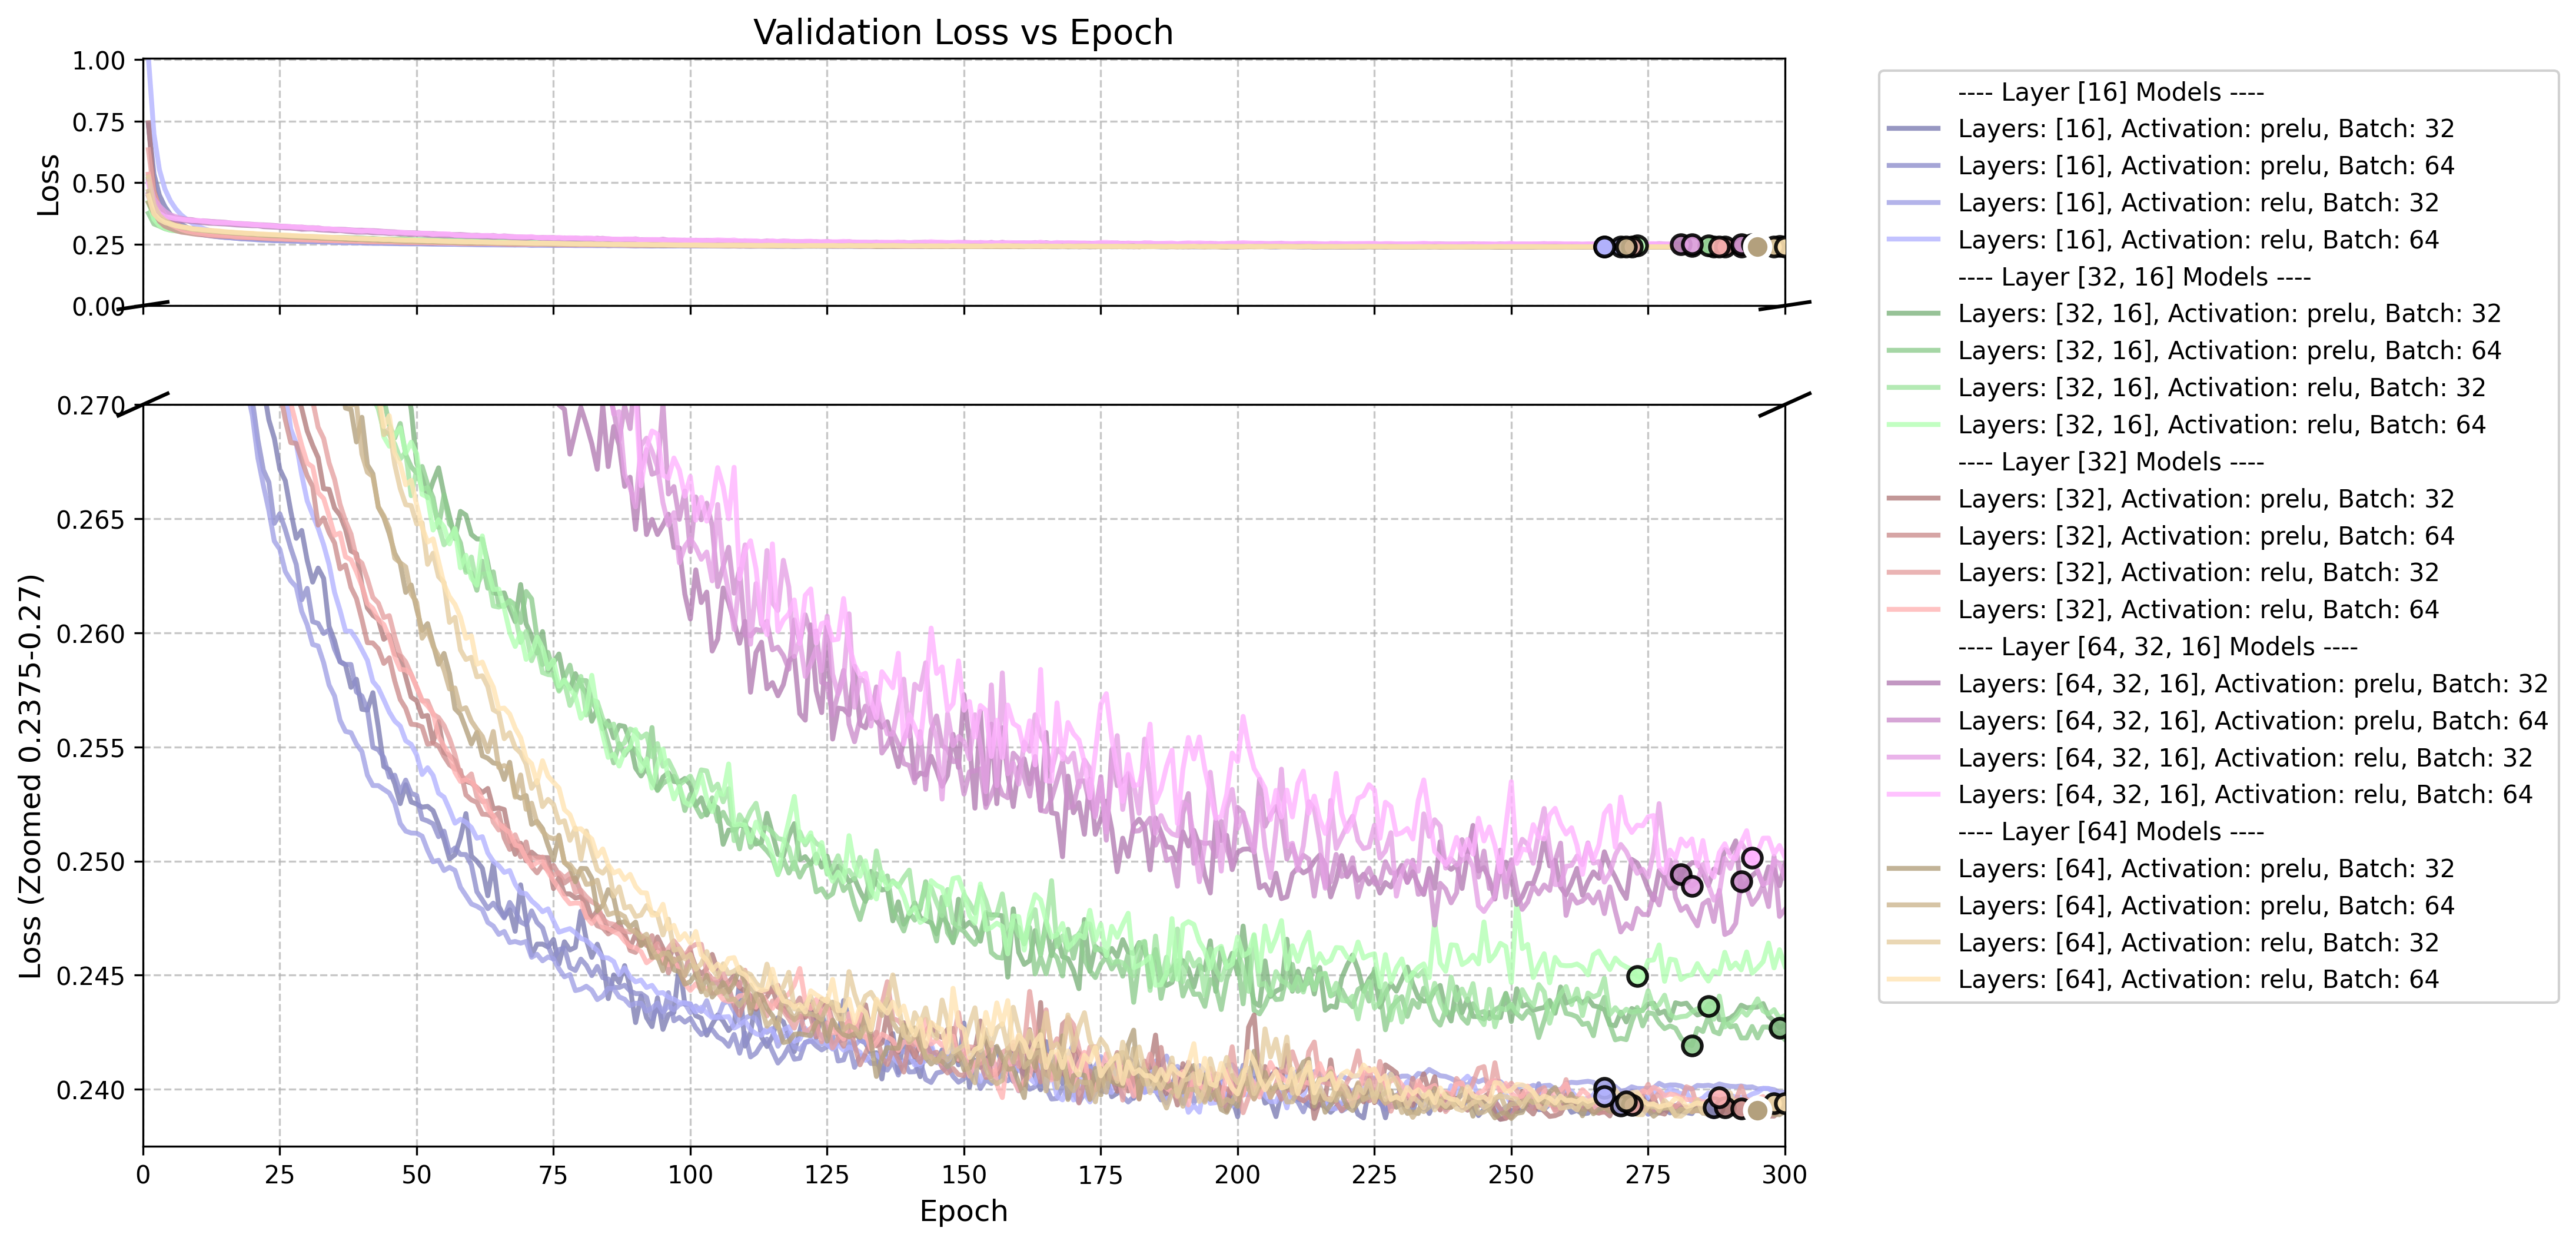 Validation Loss vs Epoch
1.00
0.75
0.50
0.25
0.00
Loss
0.270
0.265
0.260
0.255
0.250
0.245
0.240
Loss (Zoomed 0.2375-0.27)
0 25 50 75 100 125 150 175 200 225 250 275 300
Epoch
---- Layer [16] Models ----
Layers: [16], Activation: prelu, Batch: 32
Layers: [16], Activation: prelu, Batch: 64
Layers: [16], Activation: relu, Batch: 32
Layers: [16], Activation: relu, Batch: 64
---- Layer [32, 16] Models ----
Layers: [32, 16], Activation: prelu, Batch: 32
Layers: [32, 16], Activation: prelu, Batch: 64
Layers: [32, 16], Activation: relu, Batch: 32
Layers: [32, 16], Activation: relu, Batch: 64
---- Layer [32] Models ----
Layers: [32], Activation: prelu, Batch: 32
Layers: [32], Activation: prelu, Batch: 64
Layers: [32], Activation: relu, Batch: 32
Layers: [32], Activation: relu, Batch: 64
---- Layer [64, 32, 16] Models ----
Layers: [64, 32, 16], Activation: prelu, Batch: 32
Layers: [64, 32, 16], Activation: prelu, Batch: 64
Layers: [64, 32, 16], Activation: relu, Batch: 32
Layers: [64, 32, 16], Activation: relu, Batch: 64
---- Layer [64] Models ----
Layers: [64], Activation: prelu, Batch: 32
Layers: [64], Activation: prelu, Batch: 64
Layers: [64], Activation: relu, Batch: 32
Layers: [64], Activation: relu, Batch: 64